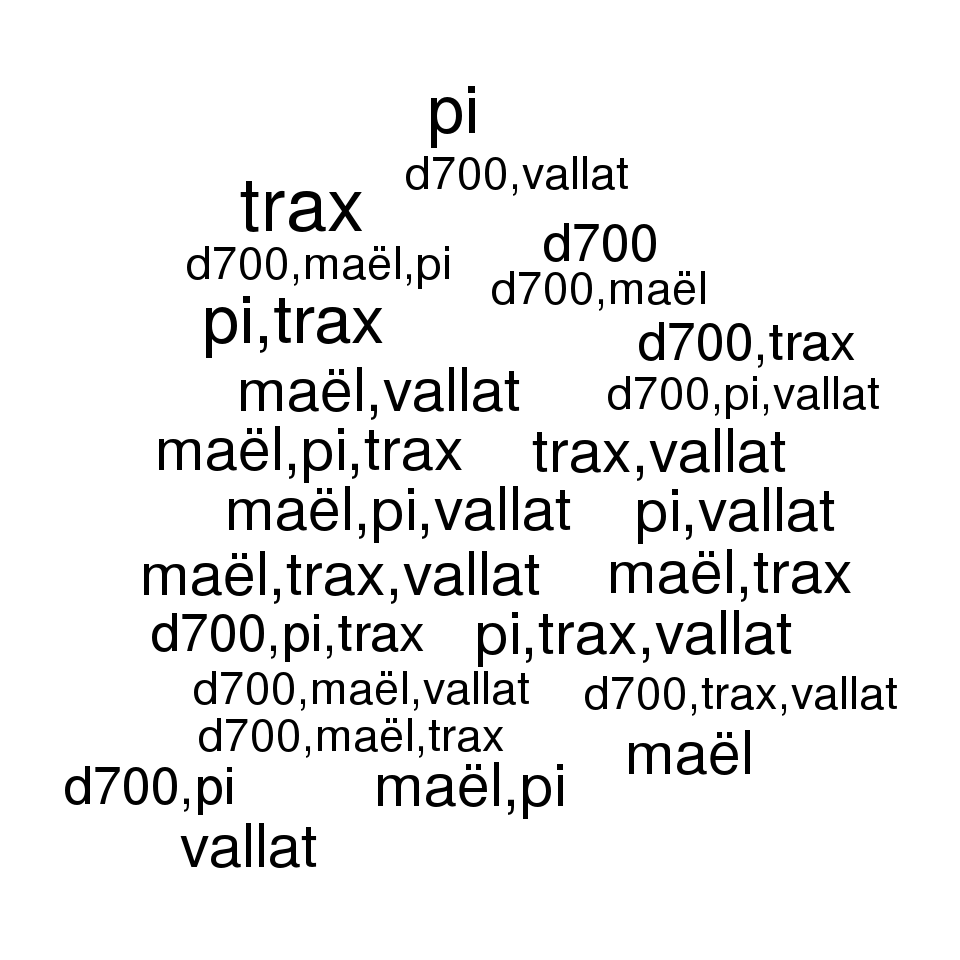 pi
d700,vallat
trax
d700
d700,maël,pi
d700,maël
pi,trax
d700,trax
maël,vallat
d700,pi,vallat
maël,pi,trax
trax,vallat
maël,pi,vallat
pi,vallat
maël,trax,vallat
maël,trax
d700,pi,trax
pi,trax,vallat
d700,maël,vallat
d700,trax,vallat
d700,maël,trax
maël
d700,pi
maël,pi
vallat